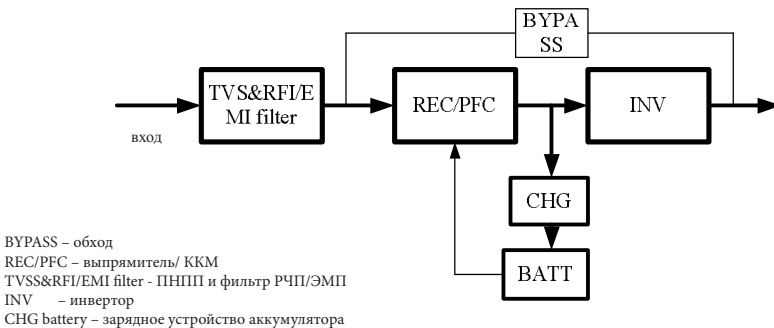 BYPA
SS
TVS&RFI/E
MI filter
REC/PFC
INV
вход
CHG
BATT
BYPASS – обход
REC/PFC – выпрямитель/ ККМ
TVSS&RFI/EMI filter - ПНПП и фильтр РЧП/ЭМП
INV – инвертор
CHG battery – зарядное устройство аккумулятора